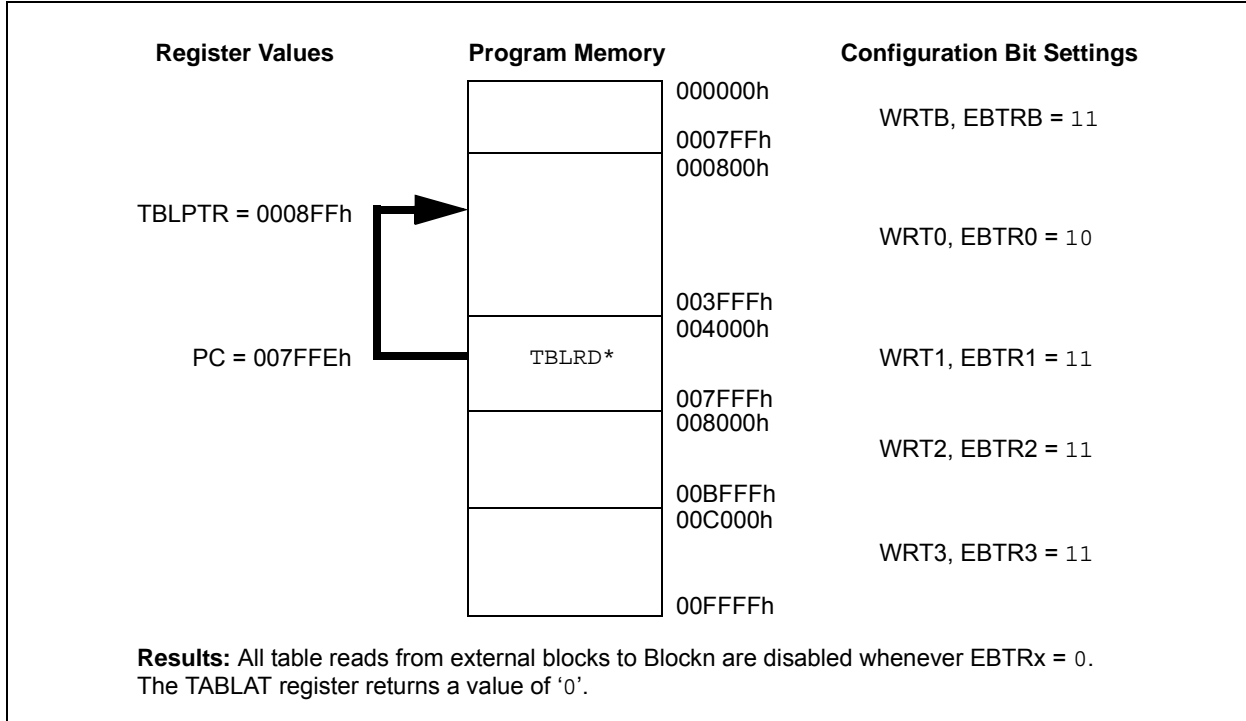 Register Values Program Memory Configuration Bit Settings
000000h
WRTB, EBTRB = 11
0007FFh
000800h
TBLPTR = 0008FFh
WRT0, EBTR0 = 10
003FFFh
004000h
PC = 007FFEh TBLRD* WRT1, EBTR1 = 11
007FFFh
008000h
WRT2, EBTR2 = 11
00BFFFh
00C000h
WRT3, EBTR3 = 11
00FFFFh
Results: All table reads from external blocks to Blockn are disabled whenever EBTRx = 0.
The TABLAT register returns a value of ‘0’.